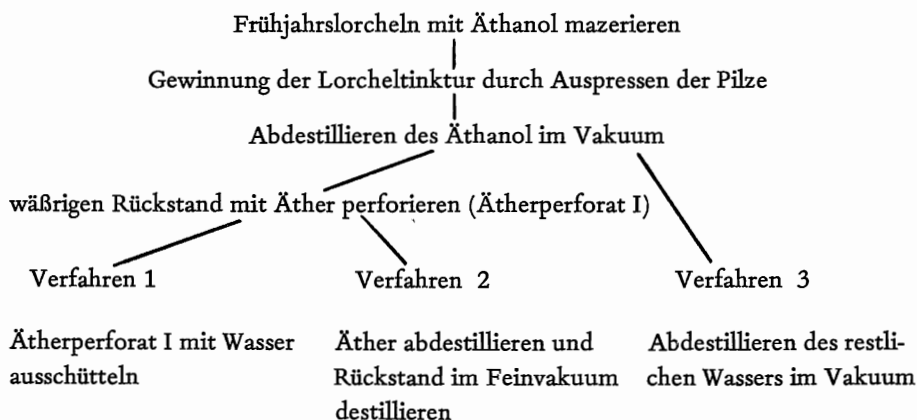 Frühjahrslorcheln mit Äthanol mazerieren
Gewinnung der Lorcheltinktur durch Auspressen der Pilze
Abdestillieren des Äthanol im Vakuum
wäßrigen Rückstand mit Äther perforieren (Ätherperforat I)
Verfahren 1
Verfahren 2
Verfahren 3
Ätherperforat I mit Wasser
ausschütteln
Äther abdestillieren und
Rückstand im Feinvakuum
destillieren
Abdestillieren des restli-
chen Wassers im Vakuum